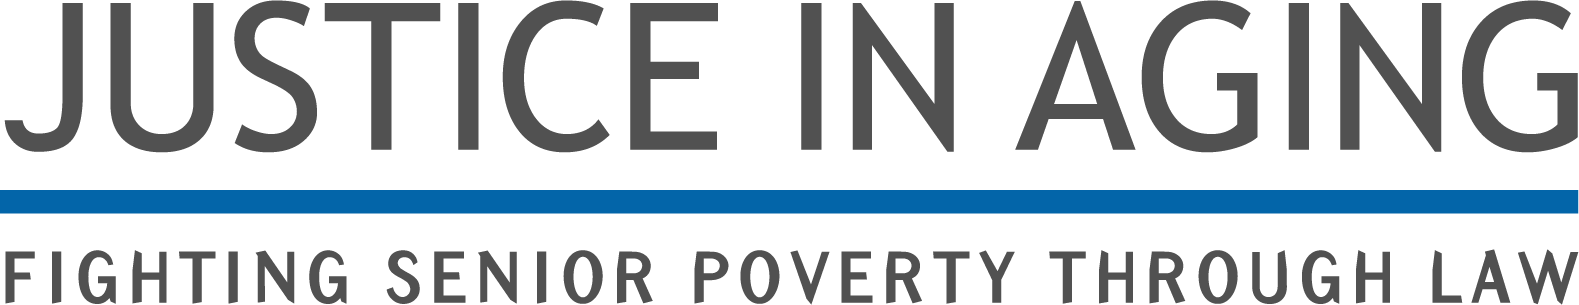 JUSTICE IN AGING
FIGHTING SENIOR POVERTY THROUGH LAW